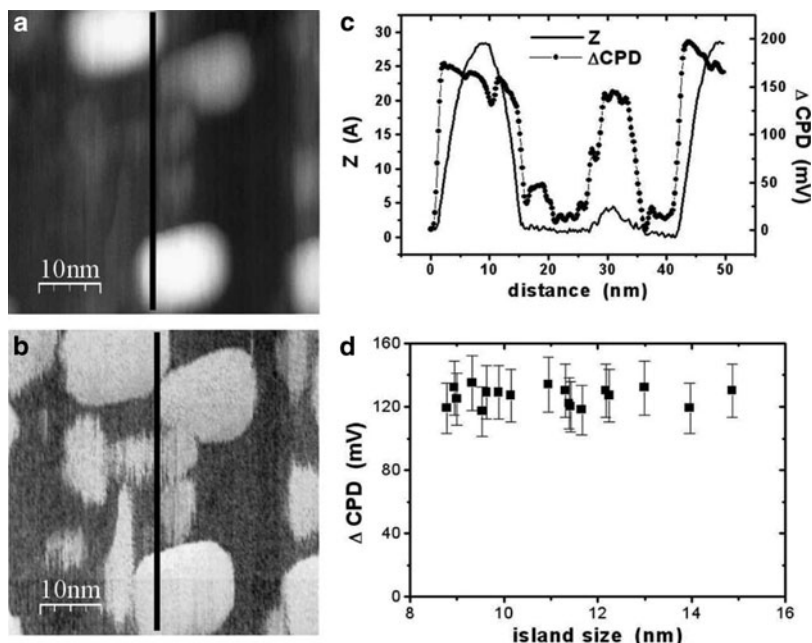 a
10nm
b
10nm
c
Z
ΔCPD
Z (A)
35
30
25
20
15
10
5
0
200
150
100
50
0
Δ CPD (mV)
0 10 20 30 40 50
distance (nm)
d
Δ CPD (mV)
160
120
80
40
0
8 10 12 14 16
island size (nm)